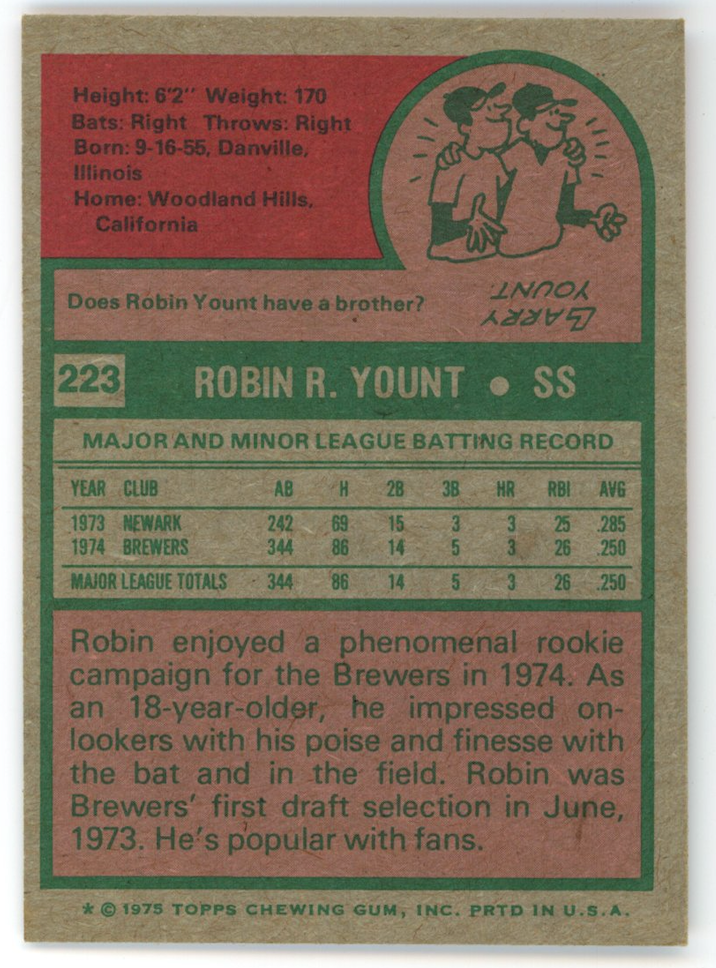 Height: 6'2" Weight: 170
Bats: Right Throws: Right
Born: 9-16-55, Danville,
Illinois
Home: Woodland Hills,
California
Does Robin Yount have a brother?
LARRY
YOUNT.
223 ROBIN R. YOUNT • SS
MAJOR AND MINOR LEAGUE BATTING RECORD
YEAR CLUB AB H 2B 3B HR RBI AVG
1973 NEWARK 242 69 15 3 3 25 .285
1974 BREWERS 344 86 14 5 3 26 .250
MAJOR LEAGUE TOTALS 344 86 14 5 3 26 .250
Robin enjoyed a phenomenal rookie
campaign for the Brewers in 1974. As
an 18-year-older, he impressed on-
lookers with his poise and finesse with
the bat and in the field. Robin was
Brewers' first draft selection in June,
1973. He's popular with fans.
* © 1975 TOPPS CHEWING GUM, INC. PRTD IN U.S.A.